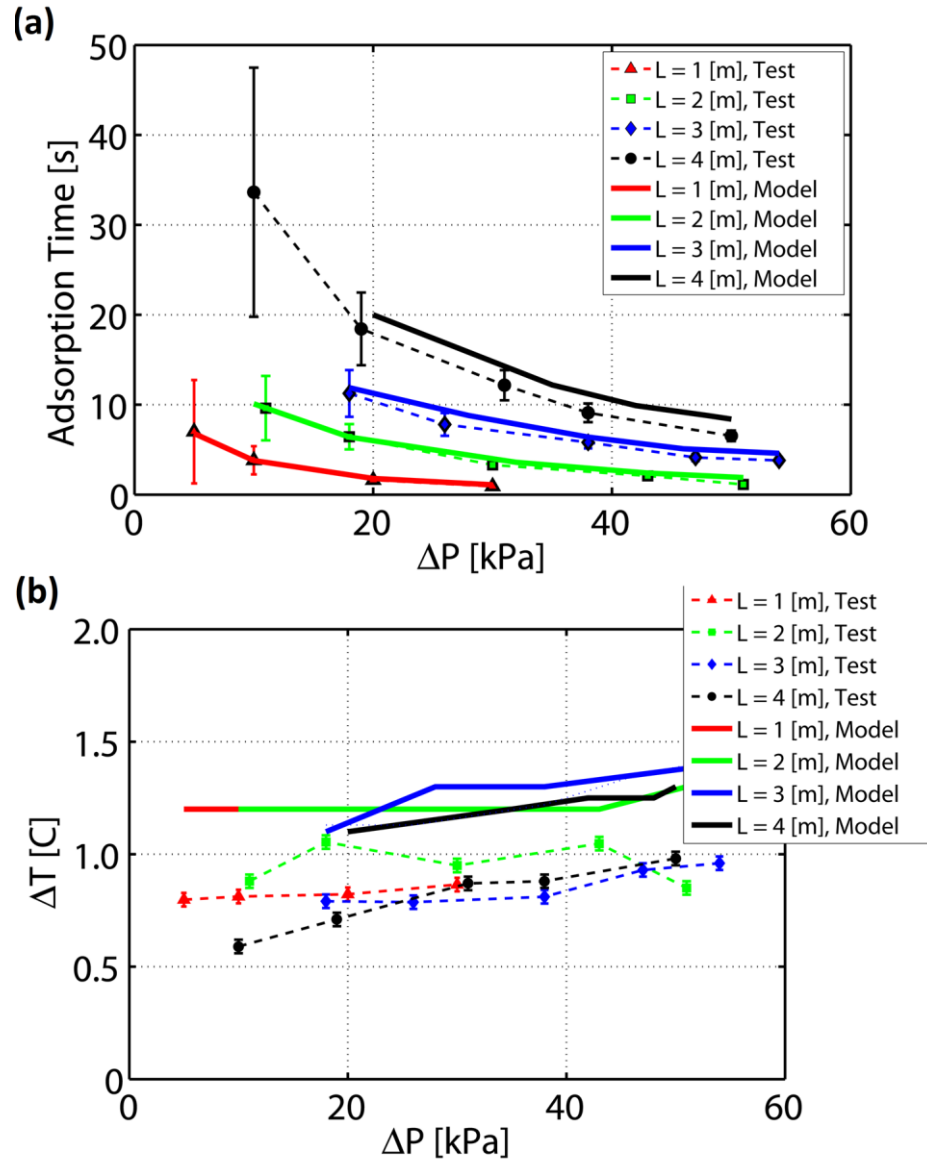 (a)
50
40
30
20
10
0
Adsorption Time [s]
L = 1 [m], Test
L = 2 [m], Test
L = 3 [m], Test
L = 4 [m], Test
L = 1 [m], Model
L = 2 [m], Model
L = 3 [m], Model
L = 4 [m], Model
0 20 40 60
ΔP [kPa]
(b)
2.0
1.5
1.0
0.5
0
ΔT [C]
L = 1 [m], Test
L = 2 [m], Test
L = 3 [m], Test
L = 4 [m], Test
L = 1 [m], Model
L = 2 [m], Model
L = 3 [m], Model
L = 4 [m], Model
0 20 40 60
ΔP [kPa]